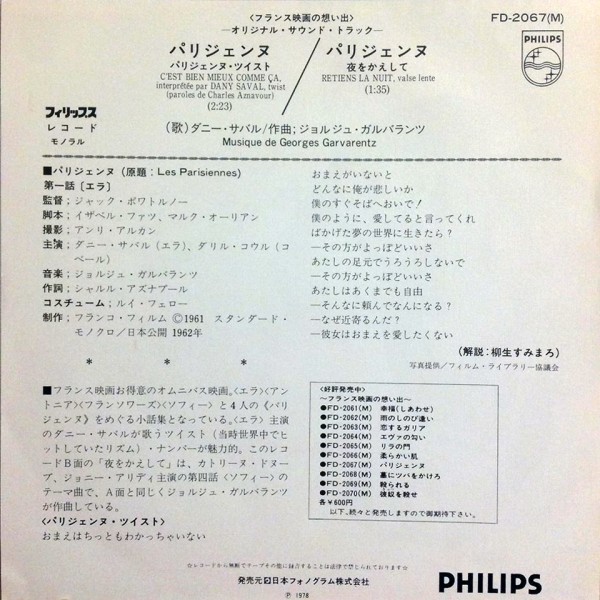 〈フランス映画の想い出〉
―オリジナル・サウンド・トラック―
FD-2067(M)
PHILIPS
パリジェンヌ
パリジェンヌ・ツイスト
C'EST BIEN MIEUX COMME ÇA,
interprétée par DANY SAVAL, twist
(paroles de Charles Aznavour)
(2:23)
パリジェンヌ
夜をかえして
RETIENS LA NUIT, valse lente
(1:35)
フィリップス
レコード
モノラル
(歌)ダニー・サバル/作曲;ジョルジュ・ガルバランツ
Musique de Georges Garvarentz
■パリジェンヌ(原題:Les Parisiennes)
第一話〔エラ〕
監督;ジャック・ポワトルノー
脚本;イザベル・ファツ、マルク・オーリアン
撮影;アンリ・アルカン
主演;ダニー・サバル(エラ)、ダリル・コウル(コ
ペール)
音楽;ジョルジュ・ガルバランツ
作詞;シャルル・アズナブール
コスチューム;ルイ・フェロー
制作;フランコ・フィルム ©1961 スタンダード・
モノクロ/日本公開 1962年
* * *
■フランス映画お得意のオムニバス映画。〈エラ〉〈アン
トニア〉〈フランソワーズ〉〈ソフィー〉と4人の《パリ
ジェンヌ》をめぐる小話集となっている。〈エラ〉主演
のダニー・サバルが歌うツイスト(当時世界中でヒ
ットしていたリズム)・ナンバーが魅力的。このレコ
ードB面の「夜をかえして」は、カトリーヌ・ドヌー
ブ、ジョニー・アリディ主演の第四話〈ソフィー〉の
テーマ曲で、A面と同じくジョルジュ・ガルバランツ
が作曲している。
〈パリジェンヌ・ツイスト〉
おまえはちっともわかっちゃいない
おまえがいないと
どんなに俺が悲しいか
僕のすぐそばへおいで!
僕のように、愛してると言ってくれ
ばかげた夢の世界に生きたら?
―その方がよっぽどいいさ
あたしの足元でうろうろしないで
―その方がよっぽどいいさ
あたしはあくまでも自由
―そんなに頼んでなんになる?
―なぜ近寄るんだ?
―彼女はおまえを愛したくない
(解説:柳生すみまろ)
写真提供/フィルム・ライブラリー協議会
〈好評発売中〉
〜フランス映画の想い出〜
●FD-2061(M) 幸福(しあわせ)
●FD-2062(M) 雨のしのび逢い
●FD-2063(M) 恋するガリア
●FD-2064(M) エヴァの匂い
●FD-2065(M) リラの門
●FD-2066(M) 柔らかい肌
●FD-2067(M) パリジェンヌ
●FD-2068(M) 墓にツバをかけろ
●FD-2069(M) 殺られる
●FD-2070(M) 彼奴を殺せ
各¥600円
以下、続々と発売しますので御期待下さい。
☆レコードから無断でテープその他に録音することは法律で禁じられております☆
発売元 日本フォノグラム株式会社
Ⓟ 1978
PHILIPS